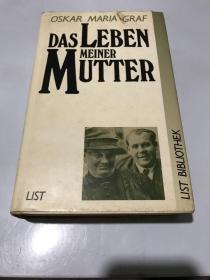 OSKAR MARIA GRAF
DAS LEBEN
MEINER
MUTTER
LIST
LIST BIBLIOTHEK